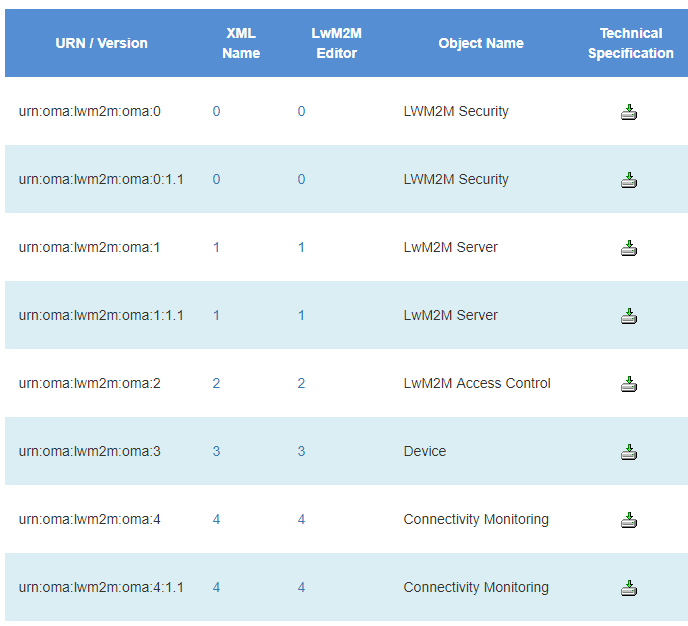 URN / Version XML Name LwM2M Editor Object Name Technical Specification
urn:oma:lwm2m:oma:0 0 0 LWM2M Security
urn:oma:lwm2m:oma:0:1.1 0 0 LWM2M Security
urn:oma:lwm2m:oma:1 1 1 LwM2M Server
urn:oma:lwm2m:oma:1:1.1 1 1 LwM2M Server
urn:oma:lwm2m:oma:2 2 2 LwM2M Access Control
urn:oma:lwm2m:oma:3 3 3 Device
urn:oma:lwm2m:oma:4 4 4 Connectivity Monitoring
urn:oma:lwm2m:oma:4:1.1 4 4 Connectivity Monitoring